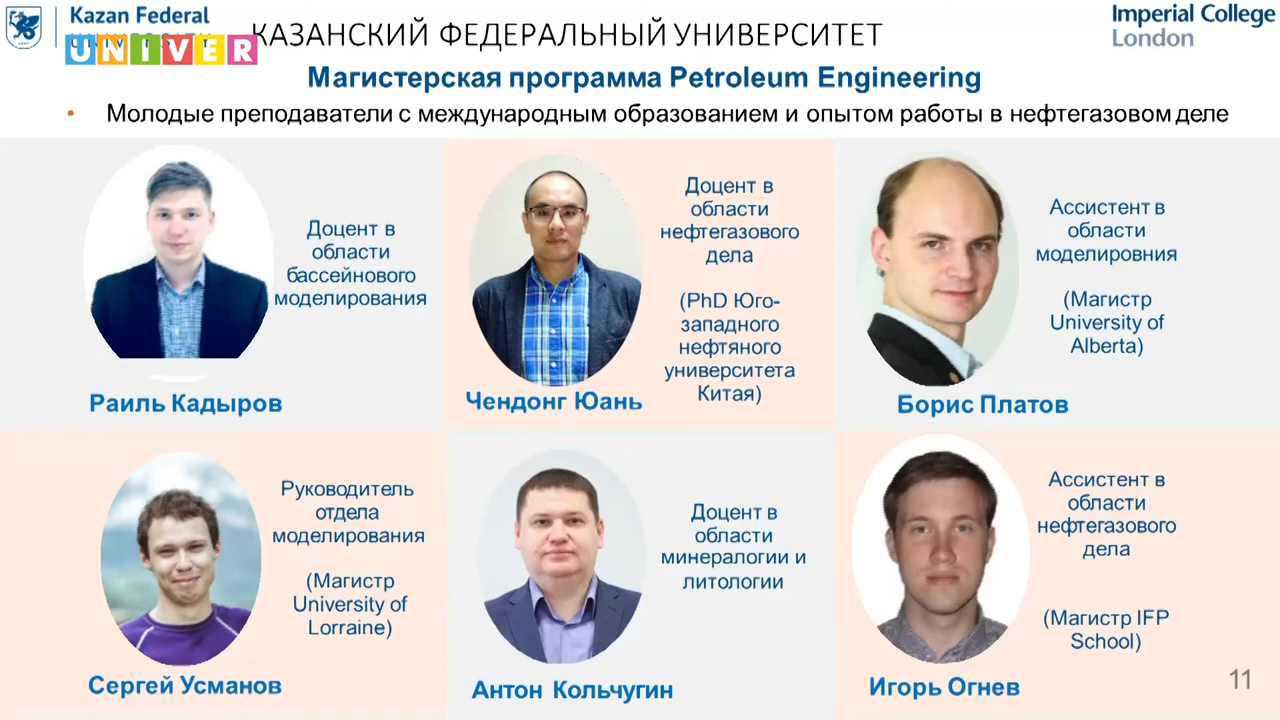 Kazan Federal
UNIVERSITY
UNIVER
КАЗАНСКИЙ ФЕДЕРАЛЬНЫЙ УНИВЕРСИТЕТ
Imperial College
London
Магистерская программа Petroleum Engineering
• Молодые преподаватели с международным образованием и опытом работы в нефтегазовом деле
Доцент в
области
бассейнового
моделирования
Раиль Кадыров
Доцент в
области
нефтегазового
дела
(PhD Юго-
западного
нефтяного
университета
Китая)
Чендонг Юань
Ассистент в
области
моделировния
(Магистр
University of
Alberta)
Борис Платов
Руководитель
отдела
моделирования
(Магистр
University of
Lorraine)
Сергей Усманов
Доцент в
области
минералогии и
литологии
Антон Кольчугин
Ассистент в
области
нефтегазового
дела
(Магистр IFP
School)
Игорь Огнев
11